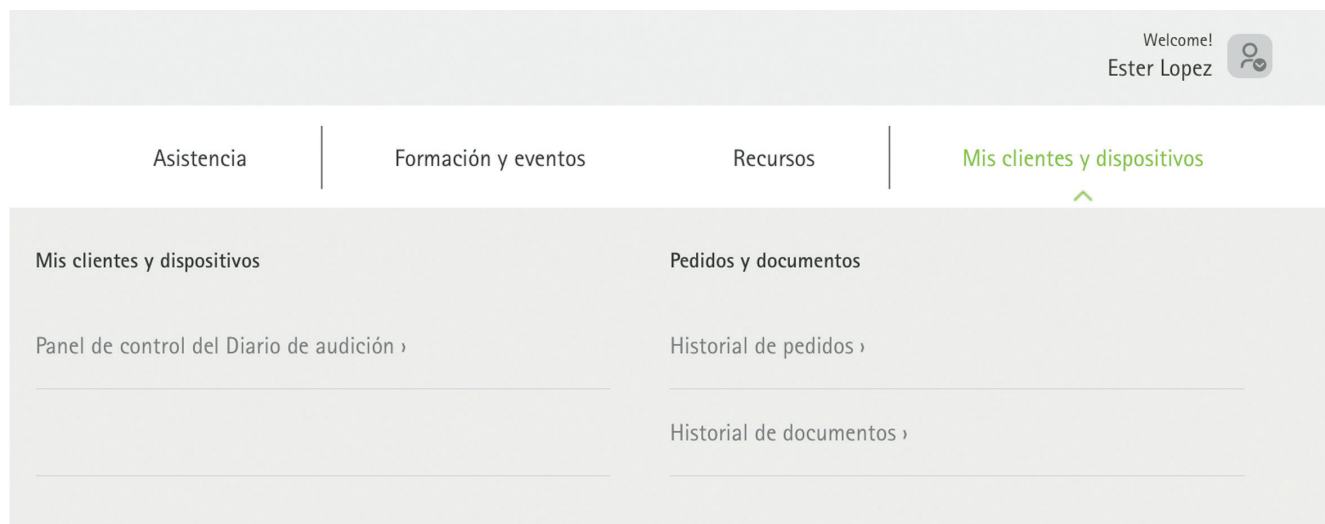 Welcome!
Ester Lopez
Asistencia
Formación y eventos
Recursos
Mis clientes y dispositivos
Mis clientes y dispositivos
Pedidos y documentos
Panel de control del Diario de audición ›
Historial de pedidos ›
Historial de documentos ›